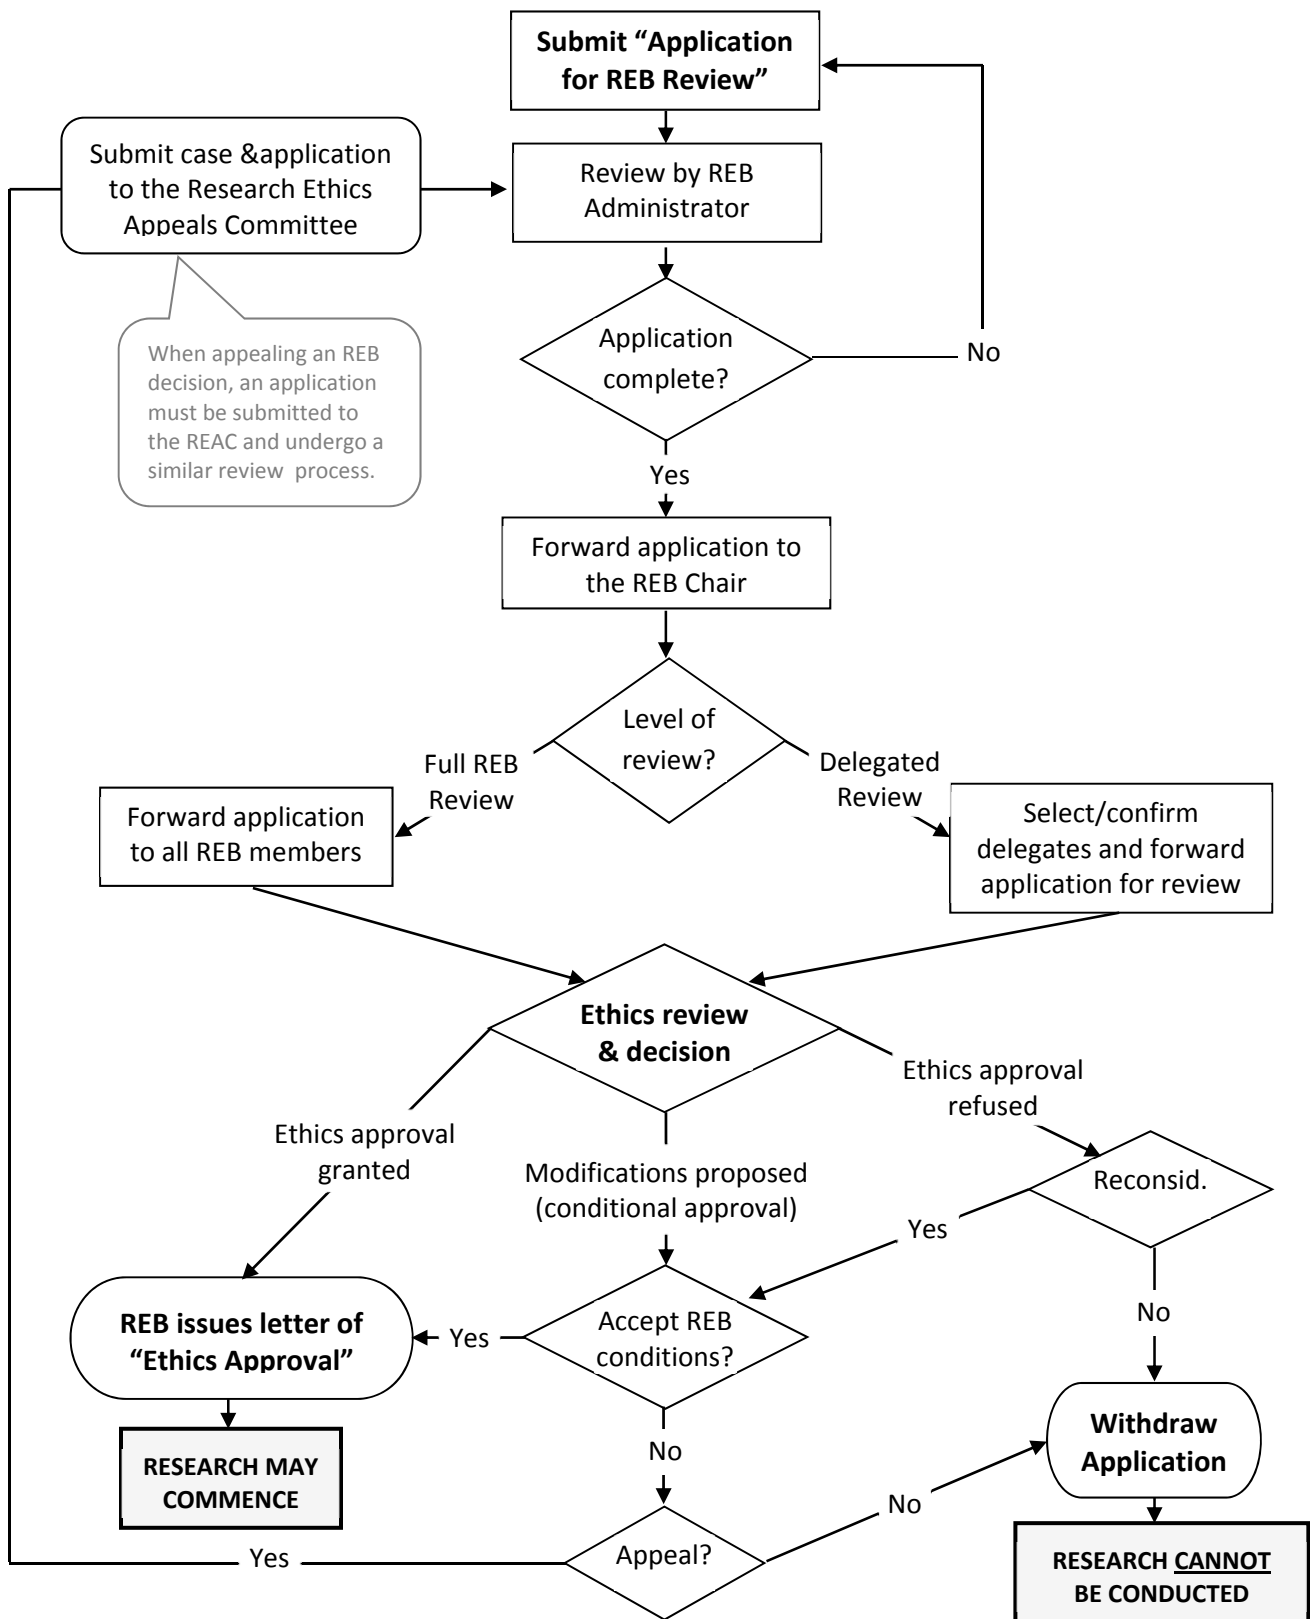 Submit “Application
for REB Review”
Submit case &application
to the Research Ethics
Appeals Committee
Review by REB
Administrator
When appealing an REB
decision, an application
must be submitted to
the REAC and undergo a
similar review process.
Application
complete?
No
Yes
Forward application to
the REB Chair
Level of
review?
Full REB
Review
Delegated
Review
Forward application
to all REB members
Select/confirm
delegates and forward
application for review
Ethics review
& decision
Ethics approval
refused
Ethics approval
granted
Modifications proposed
(conditional approval)
Reconsid.
Yes
No
REB issues letter of
“Ethics Approval”
Yes
Accept REB
conditions?
No
Withdraw
Application
RESEARCH MAY
COMMENCE
No
Yes
Appeal?
RESEARCH CANNOT
BE CONDUCTED